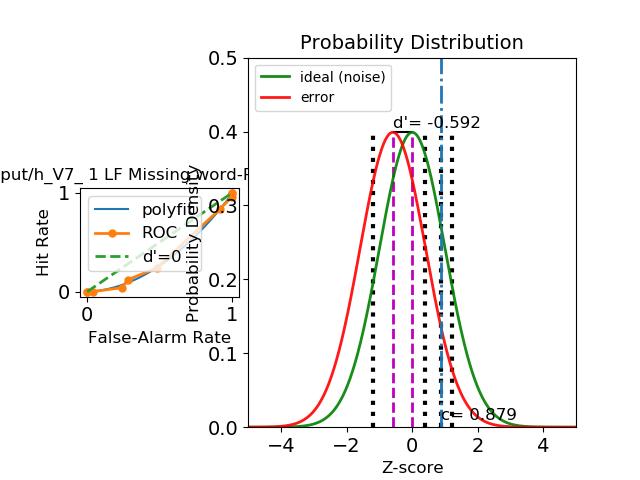 Probability Distribution
put/h_V7_ 1 LF Missing word-F
Hit Rate
1
0
polyfit
ROC
d'=0
0
1
False-Alarm Rate
Probability Density
0.5
0.4
0.3
0.2
0.1
0.0
ideal (noise)
error
d'= -0.592
c= 0.879
−4
−2
0
2
4
Z-score